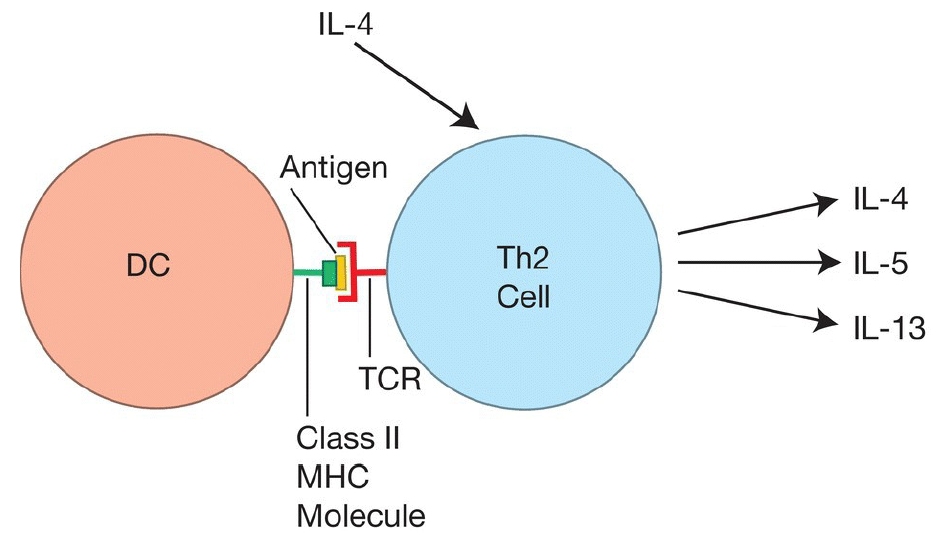 IL-4
Antigen
DC
Th2
Cell
IL-4
IL-5
IL-13
TCR
Class II
MHC
Molecule